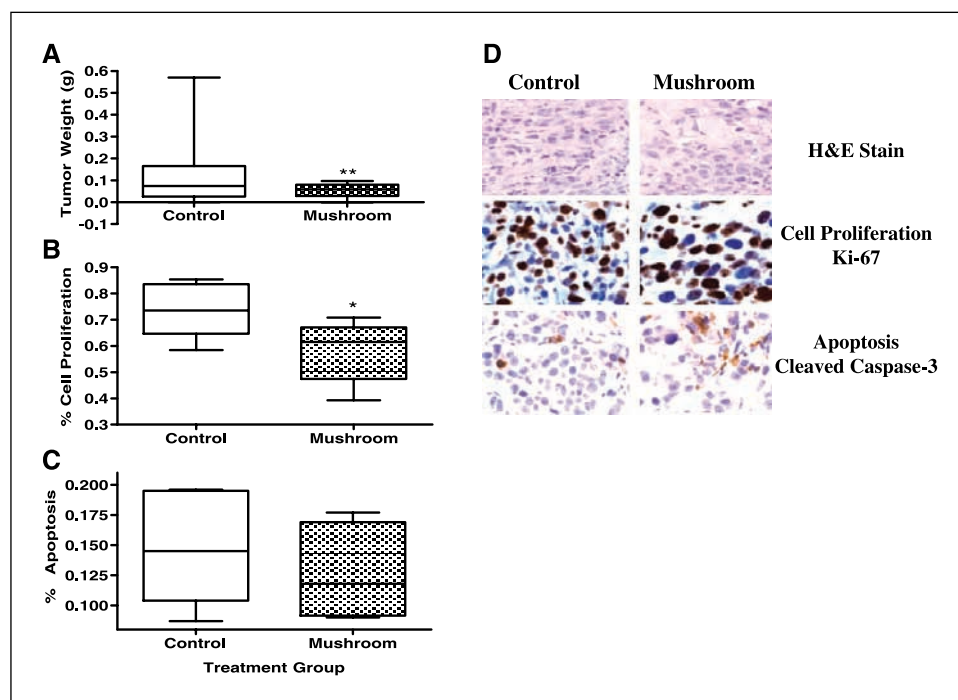 A
Tumor Weight (g)
0.6
0.5
0.4
0.3
0.2
0.1
0.0
-0.1
**
Control
Mushroom
B
% Cell Proliferation
0.9
0.8
0.7
0.6
0.5
0.4
0.3
*
Control
Mushroom
C
% Apoptosis
0.200
0.175
0.150
0.125
0.100
Control
Mushroom
Treatment Group
D
Control
Mushroom
H&E Stain
Cell Proliferation
Ki-67
Apoptosis
Cleaved Caspase-3